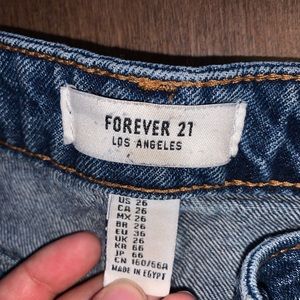 FOREVER 21
LOS ANGELES
US 26
CA 26
MX 26
BR 26
EU 36
UK 26
KR 66
JP 66
CN 160/66A
MADE IN EGYPT